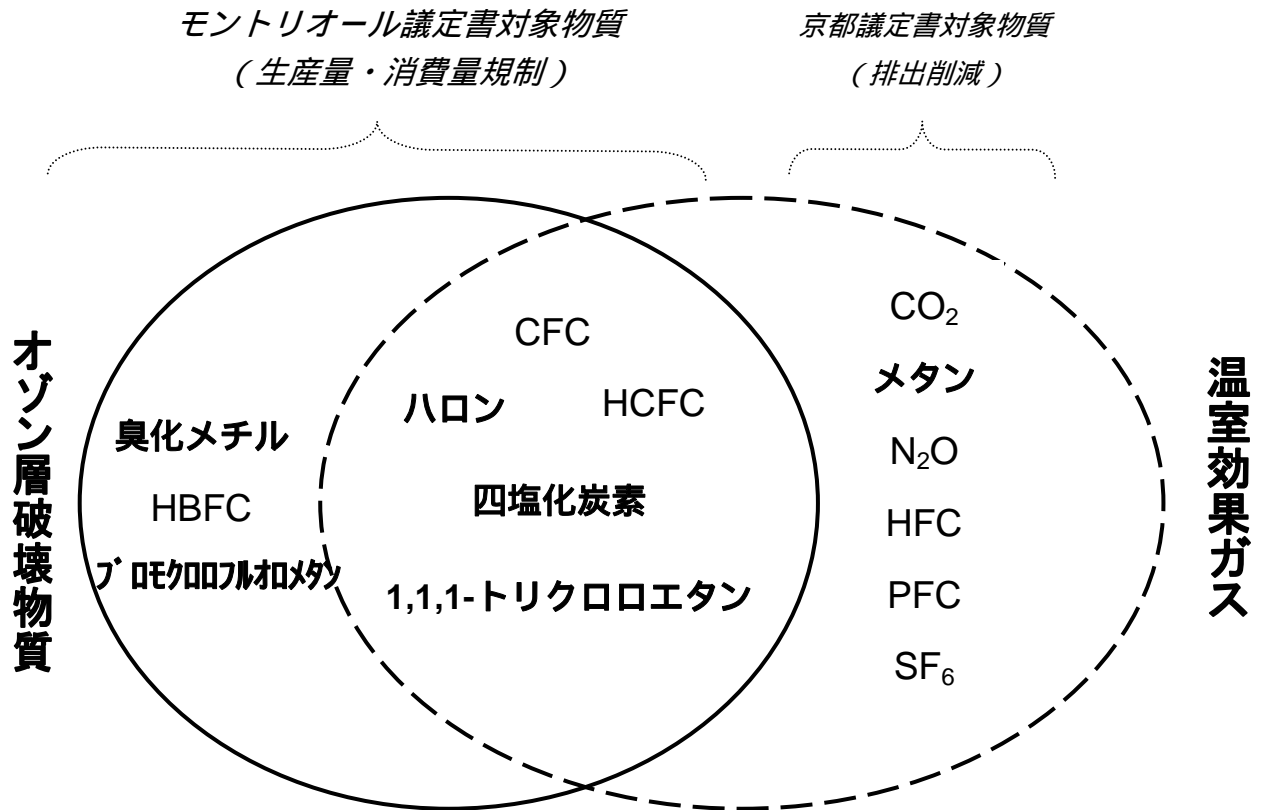 モントリオール議定書対象物質
（生産量・消費量規制）
京都議定書対象物質
（排出削減）
オゾン層破壊物質
臭化メチル
HBFC
ブロモクロロフルオロメタン
CFC
ハロン
HCFC
四塩化炭素
1,1,1-トリクロロエタン
CO₂
メタン
N₂O
HFC
PFC
SF₆
温室効果ガス